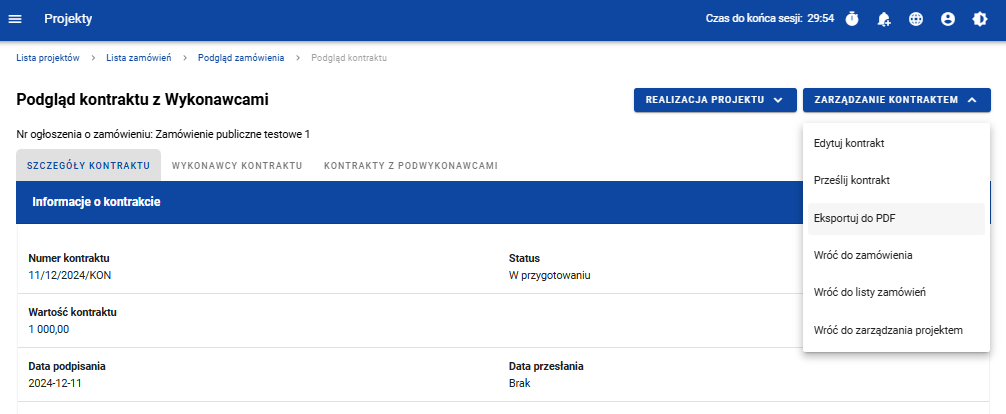 Projekty
Czas do końca sesji: 29:54
Lista projektów > Lista zamówień > Podgląd zamówienia > Podgląd kontraktu
Podgląd kontraktu z Wykonawcami
REALIZACJA PROJEKTU
ZARZĄDZANIE KONTRAKTEM
Nr ogłoszenia o zamówieniu: Zamówienie publiczne testowe 1
SZCZEGÓŁY KONTRAKTU
WYKONAWCY KONTRAKTU
KONTRAKTY Z PODWYKONAWCAMI
Edytuj kontrakt
Prześlij kontrakt
Eksportuj do PDF
Wróć do zamówienia
Wróć do listy zamówień
Wróć do zarządzania projektem
Informacje o kontrakcie
Numer kontraktu
11/12/2024/KON
Status
W przygotowaniu
Wartość kontraktu
1 000,00
Data podpisania
2024-12-11
Data przesłania
Brak